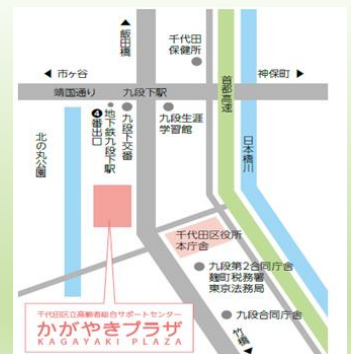 ▲飯田橋
千代田
保健所
◀ 市ヶ谷
神保町 ▶
靖国通り
九段下駅
首都高速
❹番出口
地下鉄九段下駅
九段下交番
九段生涯
学習館
北の丸公園
日本橋川
千代田区役所
本庁舎
九段第2合同庁舎
麹町税務署
東京法務局
九段合同庁舎
竹橋▼
千代田区立高齢者総合サポートセンター
かがやきプラザ
KAGAYAKI PLAZA